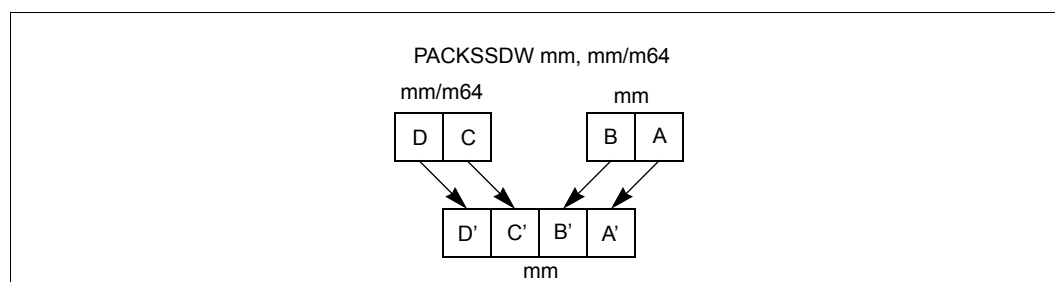 PACKSSDW mm, mm/m64
mm/m64 mm
D C B A
D’ C’ B’ A’
mm